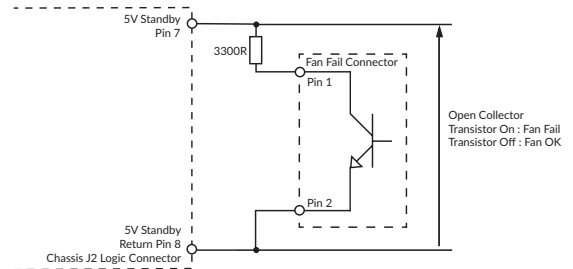 5V Standby
Pin 7
3300R
Fan Fail Connector
Pin 1
Open Collector
Transistor On : Fan Fail
Transistor Off : Fan OK
Pin 2
5V Standby
Return Pin 8
Chassis J2 Logic Connector